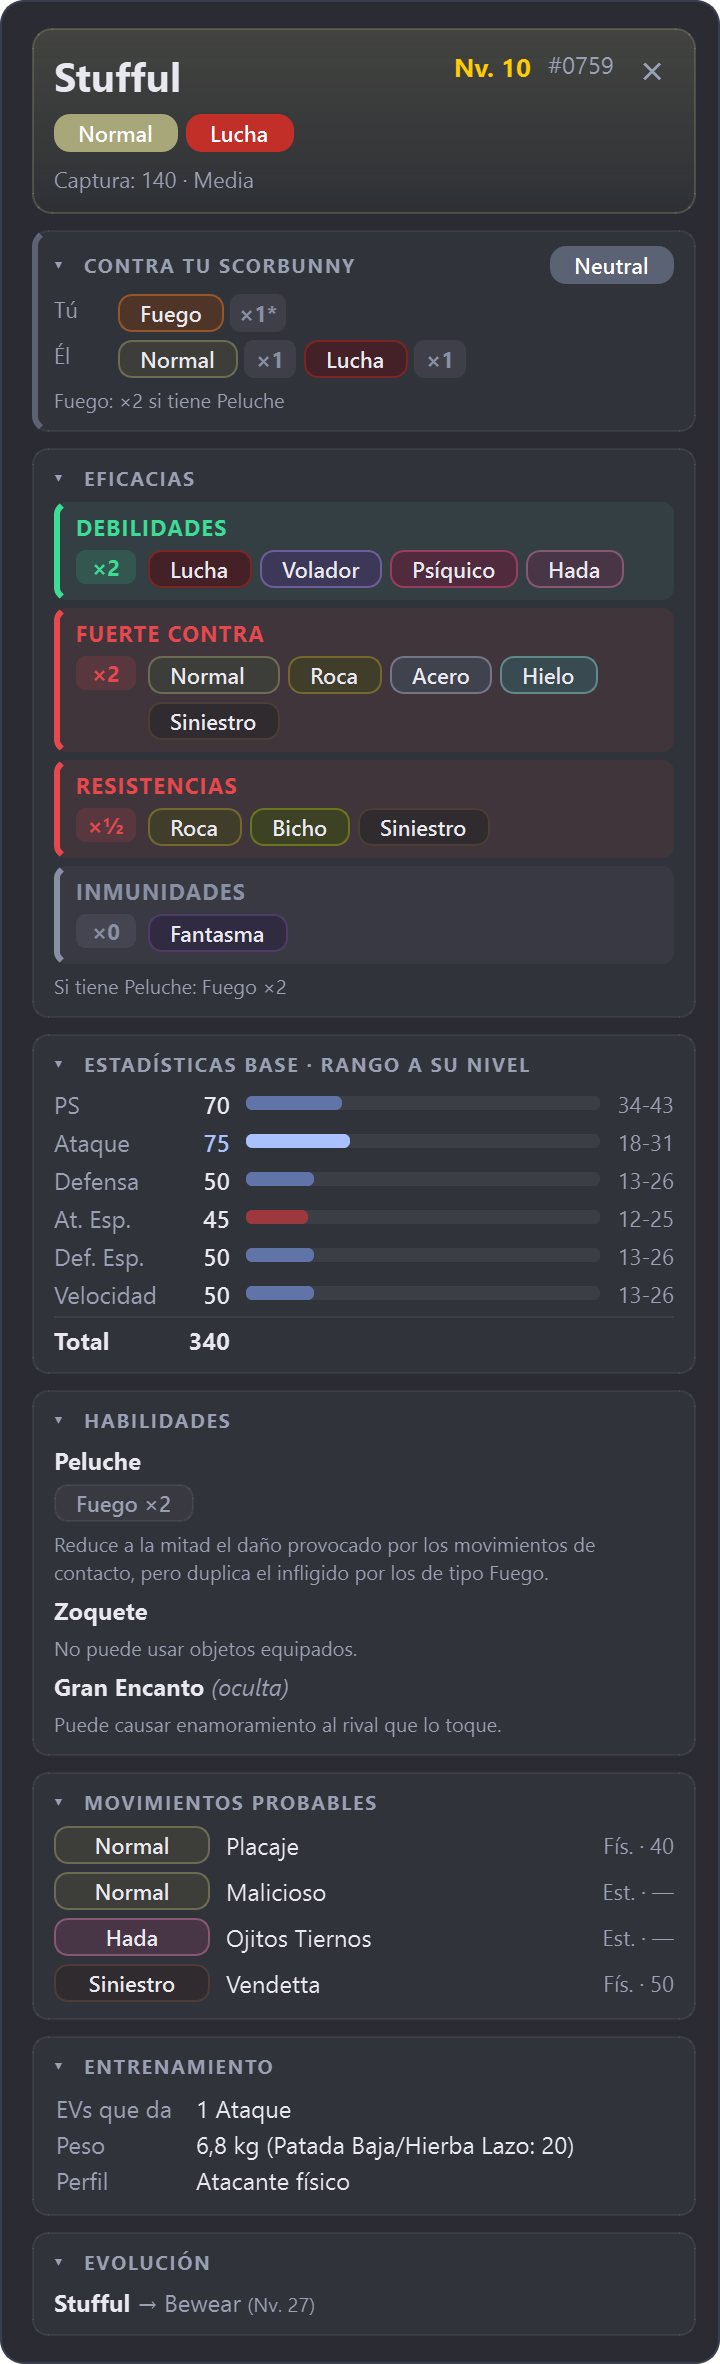 Stufful Nv. 10 #0759 ×
Normal Lucha
Captura: 140 · Media
▾ CONTRA TU SCORBUNNY Neutral
Tú Fuego ×1*
Él Normal ×1 Lucha ×1
Fuego: ×2 si tiene Peluche
▾ EFICACIAS
DEBILIDADES
×2 Lucha Volador Psíquico Hada
FUERTE CONTRA
×2 Normal Roca Acero Hielo
Siniestro
RESISTENCIAS
×½ Roca Bicho Siniestro
INMUNIDADES
×0 Fantasma
Si tiene Peluche: Fuego ×2
▾ ESTADÍSTICAS BASE · RANGO A SU NIVEL
PS 70 34-43
Ataque 75 18-31
Defensa 50 13-26
At. Esp. 45 12-25
Def. Esp. 50 13-26
Velocidad 50 13-26
Total 340
▾ HABILIDADES
Peluche
Fuego ×2
Reduce a la mitad el daño provocado por los movimientos de
contacto, pero duplica el infligido por los de tipo Fuego.
Zoquete
No puede usar objetos equipados.
Gran Encanto (oculta)
Puede causar enamoramiento al rival que lo toque.
▾ MOVIMIENTOS PROBABLES
Normal Placaje Fís. · 40
Normal Malicioso Est. · —
Hada Ojitos Tiernos Est. · —
Siniestro Vendetta Fís. · 50
▾ ENTRENAMIENTO
EVs que da 1 Ataque
Peso 6,8 kg (Patada Baja/Hierba Lazo: 20)
Perfil Atacante físico
▾ EVOLUCIÓN
Stufful → Bewear (Nv. 27)